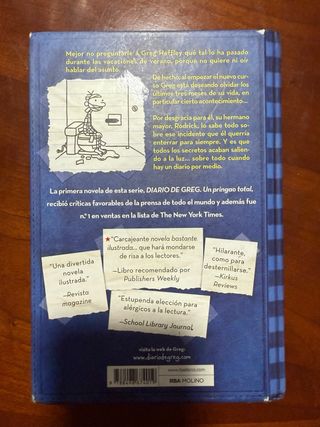 Mejor no preguntarle a Greg Heffley qué tal lo ha pasado
durante las vacaciones de verano, porque no quiere ni oír
hablar del asunto.
De hecho, al empezar el nuevo cur-
so Greg está deseando olvidar los
últimos tres meses de su vida, en
particular cierto acontecimiento...
Por desgracia para él, su hermano
mayor, Rodrick, lo sabe todo so-
bre ese incidente que él querría
enterrar para siempre. Y es que
todos los secretos acaban salien-
do a la luz... sobre todo cuando
hay un diario por medio.
La primera novela de esta serie, DIARIO DE GREG. Un pringao total,
recibió críticas favorables de la prensa de todo el mundo y además fue
n.º 1 en ventas en la lista de The New York Times.
"Una divertida
novela
ilustrada."
—Revista
magazine
★"Carcajeante novela bastante
ilustrada... que hará mondarse
de risa a los lectores."
—Libro recomendado por
Publishers Weekly
"Hilarante,
como para
desternillarse."
—Kirkus
Reviews
"Estupenda elección para
alérgicos a la lectura."
—School Library Journal
visita la web de Greg:
www.diariodegreg.com
RBA MOLINO